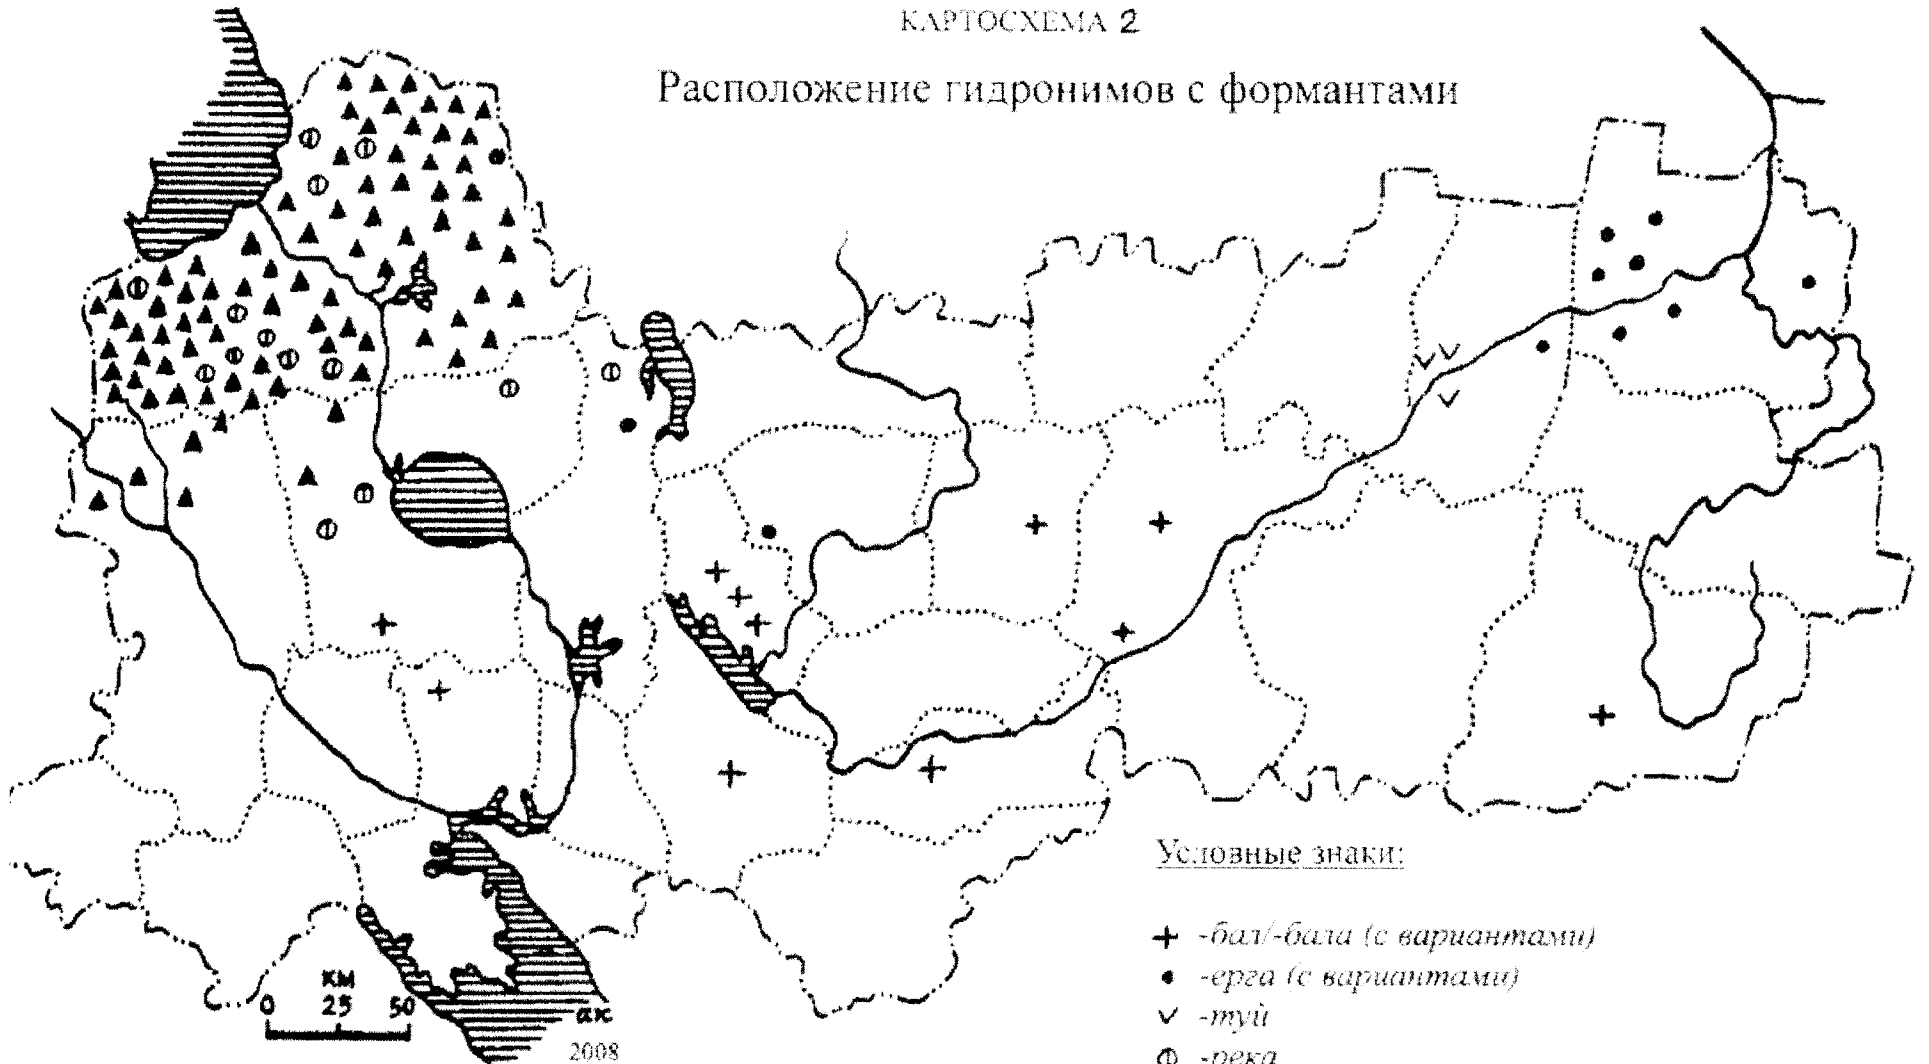 КАРТОСХЕМА 2
Расположение гидронимов с формантами
Условные знаки:
-бал/-бала (с вариантами)
-ерга (с вариантами)
-туй
-река
КМ
0 25 50
ак
2008